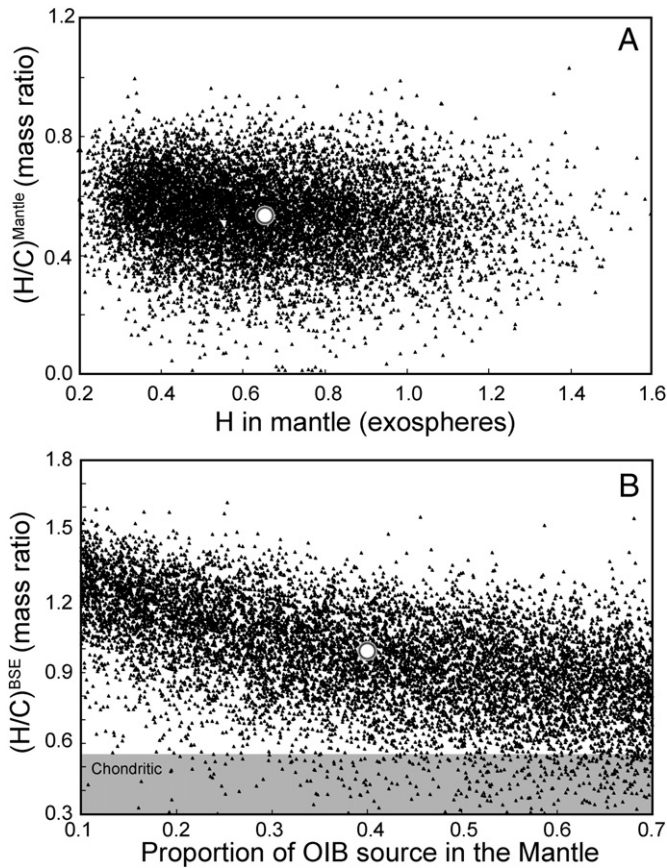 A
1.2
0.8
0.4
0.0
(H/C)ᴹᵃⁿᵗˡᵉ (mass ratio)
0.2 0.4 0.6 0.8 1.0 1.2 1.4 1.6
H in mantle (exospheres)
B
1.8
1.5
1.2
0.9
0.6
0.3
(H/C)ᴮˢᴱ (mass ratio)
Chondritic
0.1 0.2 0.3 0.4 0.5 0.6 0.7
Proportion of OIB source in the Mantle